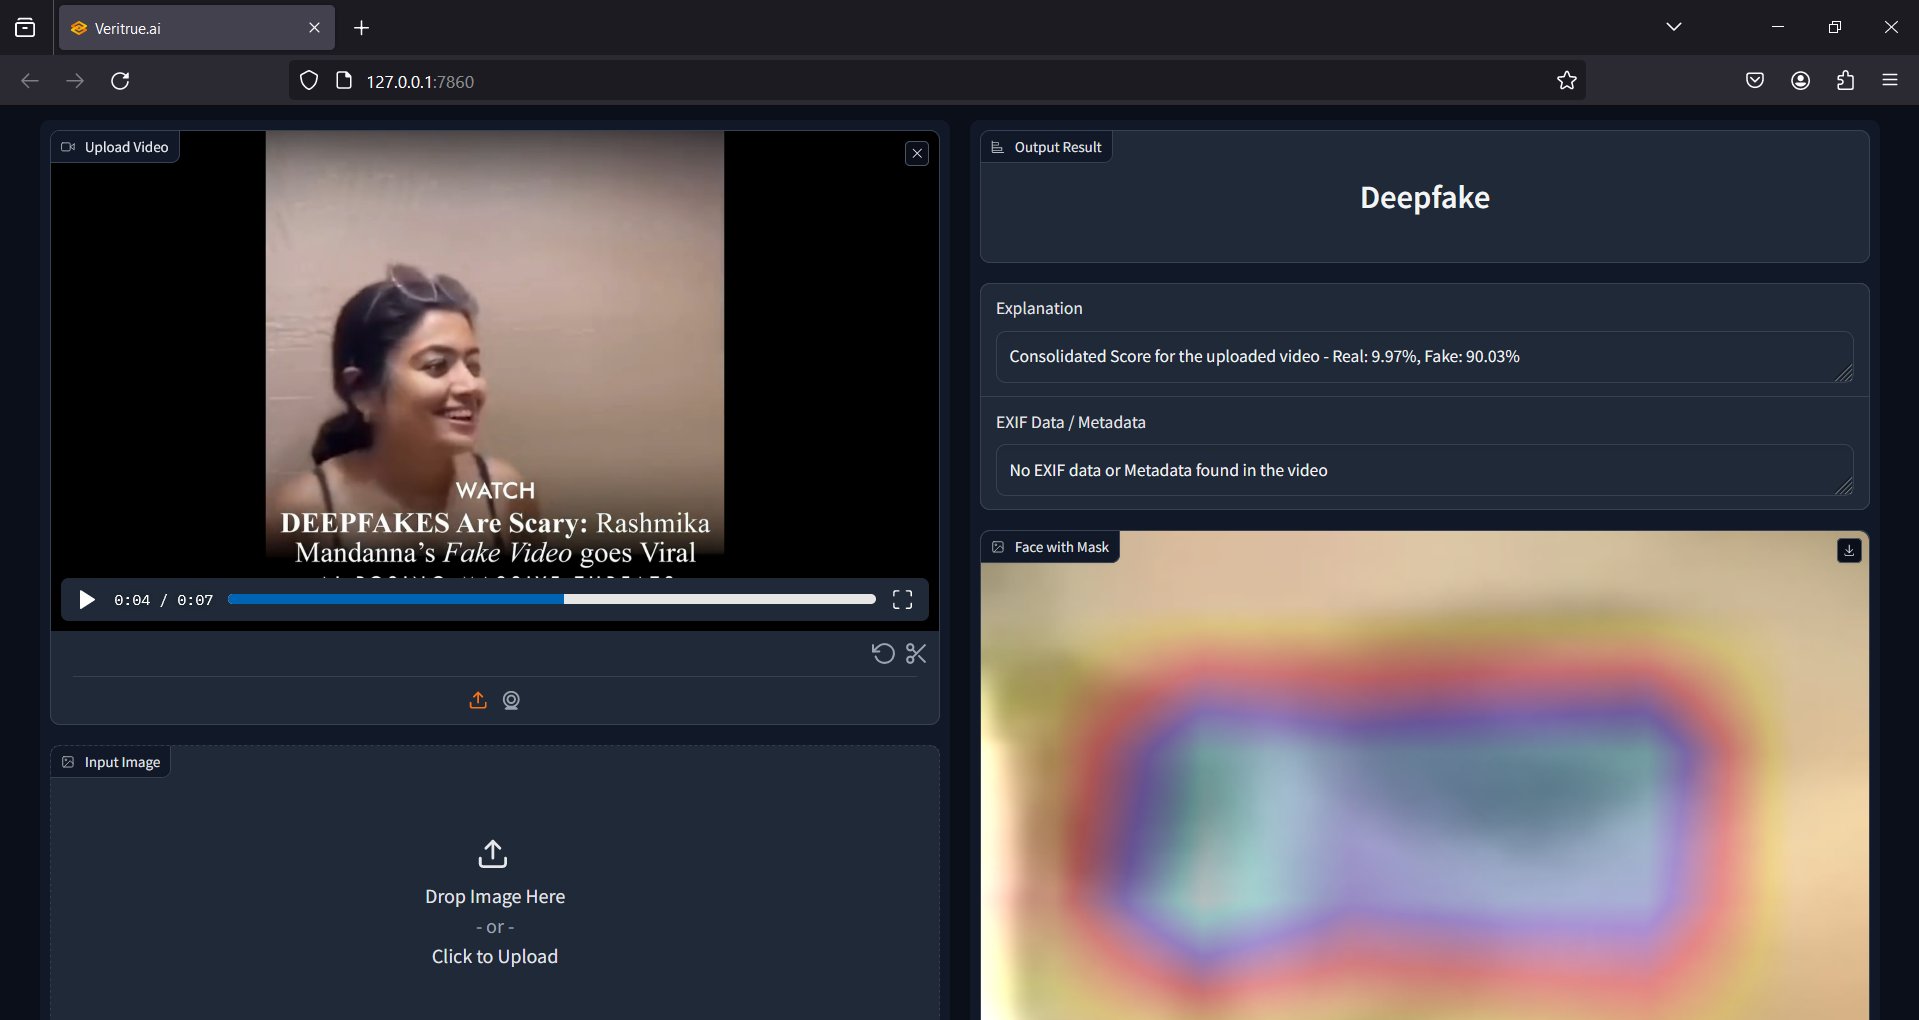 Veritrue.ai
127.0.0.1:7860
Upload Video
WATCH
DEEPFAKES Are Scary: Rashmika
Mandanna's Fake Video goes Viral
0:04 / 0:07
Input Image
Drop Image Here
- or -
Click to Upload
Output Result
Deepfake
Explanation
Consolidated Score for the uploaded video - Real: 9.97%, Fake: 90.03%
EXIF Data / Metadata
No EXIF data or Metadata found in the video
Face with Mask